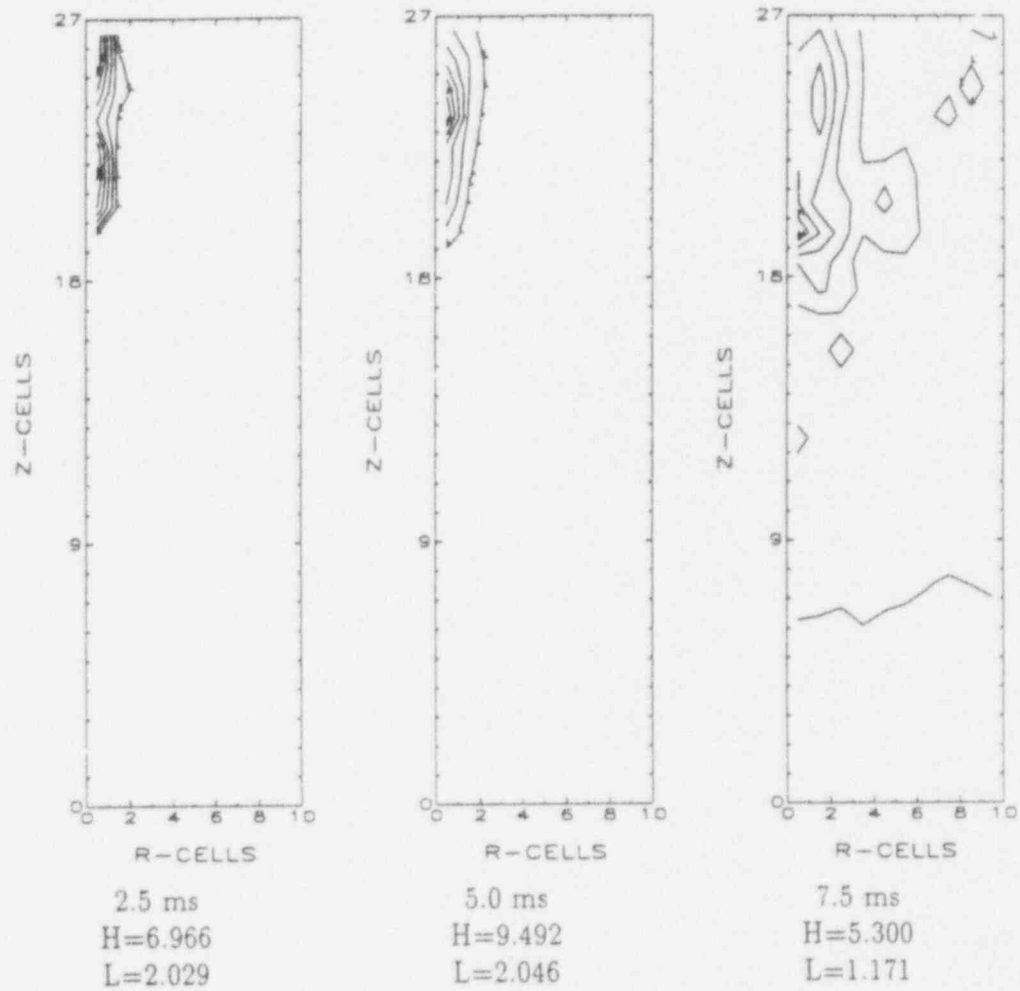 27
18
9
0
Z-CELLS
0 2 4 6 8 10
R-CELLS
2.5 ms
H=6.966
L=2.029
27
18
9
0
Z-CELLS
0 2 4 6 8 10
R-CELLS
5.0 ms
H=9.492
L=2.046
27
18
9
0
Z-CELLS
0 2 4 6 8 10
R-CELLS
7.5 ms
H=5.300
L=1.171